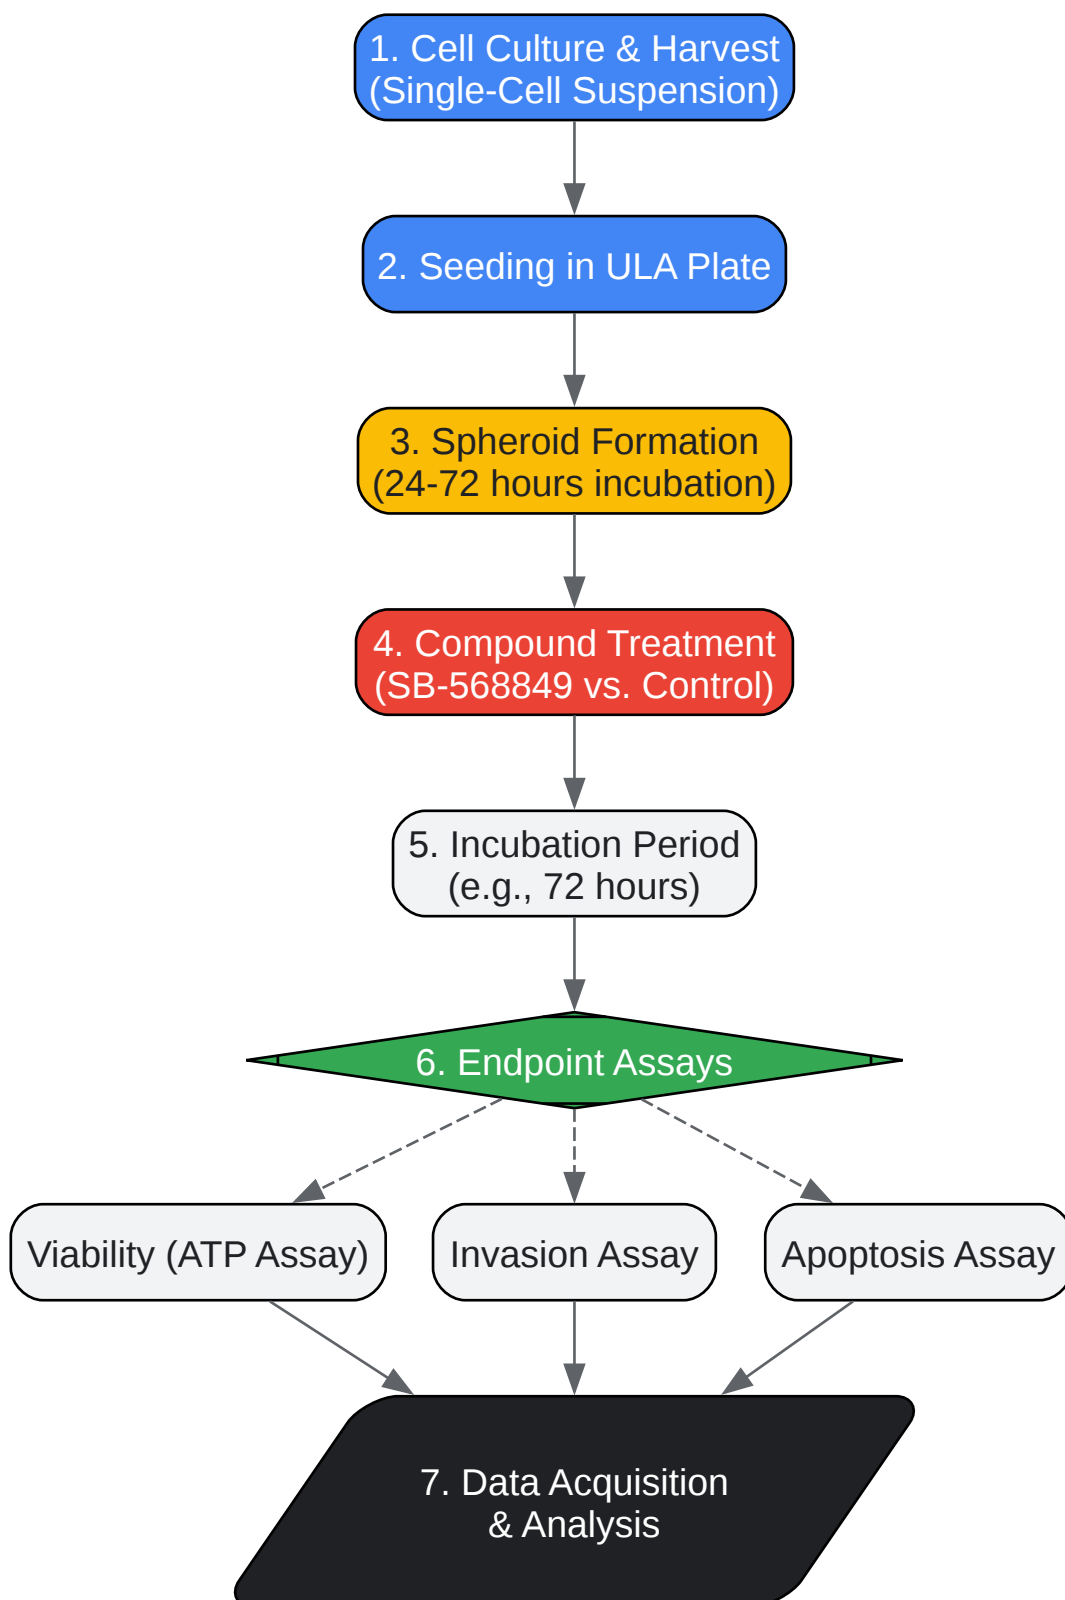 1. Cell Culture & Harvest
(Single-Cell Suspension)
2. Seeding in ULA Plate
3. Spheroid Formation
(24-72 hours incubation)
4. Compound Treatment
(SB-568849 vs. Control)
5. Incubation Period
(e.g., 72 hours)
6. Endpoint Assays
Viability (ATP Assay)
Invasion Assay
Apoptosis Assay
7. Data Acquisition
& Analysis